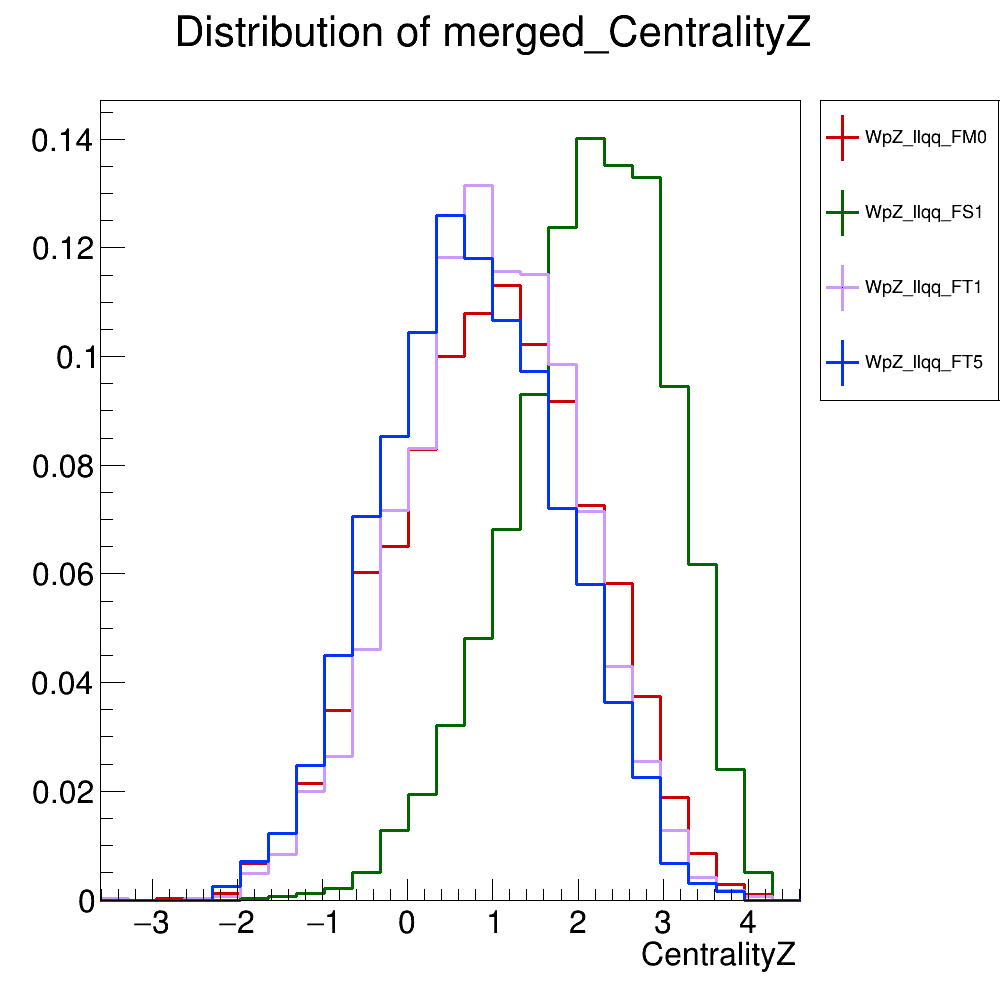 Distribution of merged_CentralityZ
WpZ_llqq_FM0
WpZ_llqq_FS1
WpZ_llqq_FT1
WpZ_llqq_FT5
0.14
0.12
0.1
0.08
0.06
0.04
0.02
0
−3 −2 −1 0 1 2 3 4
CentralityZ